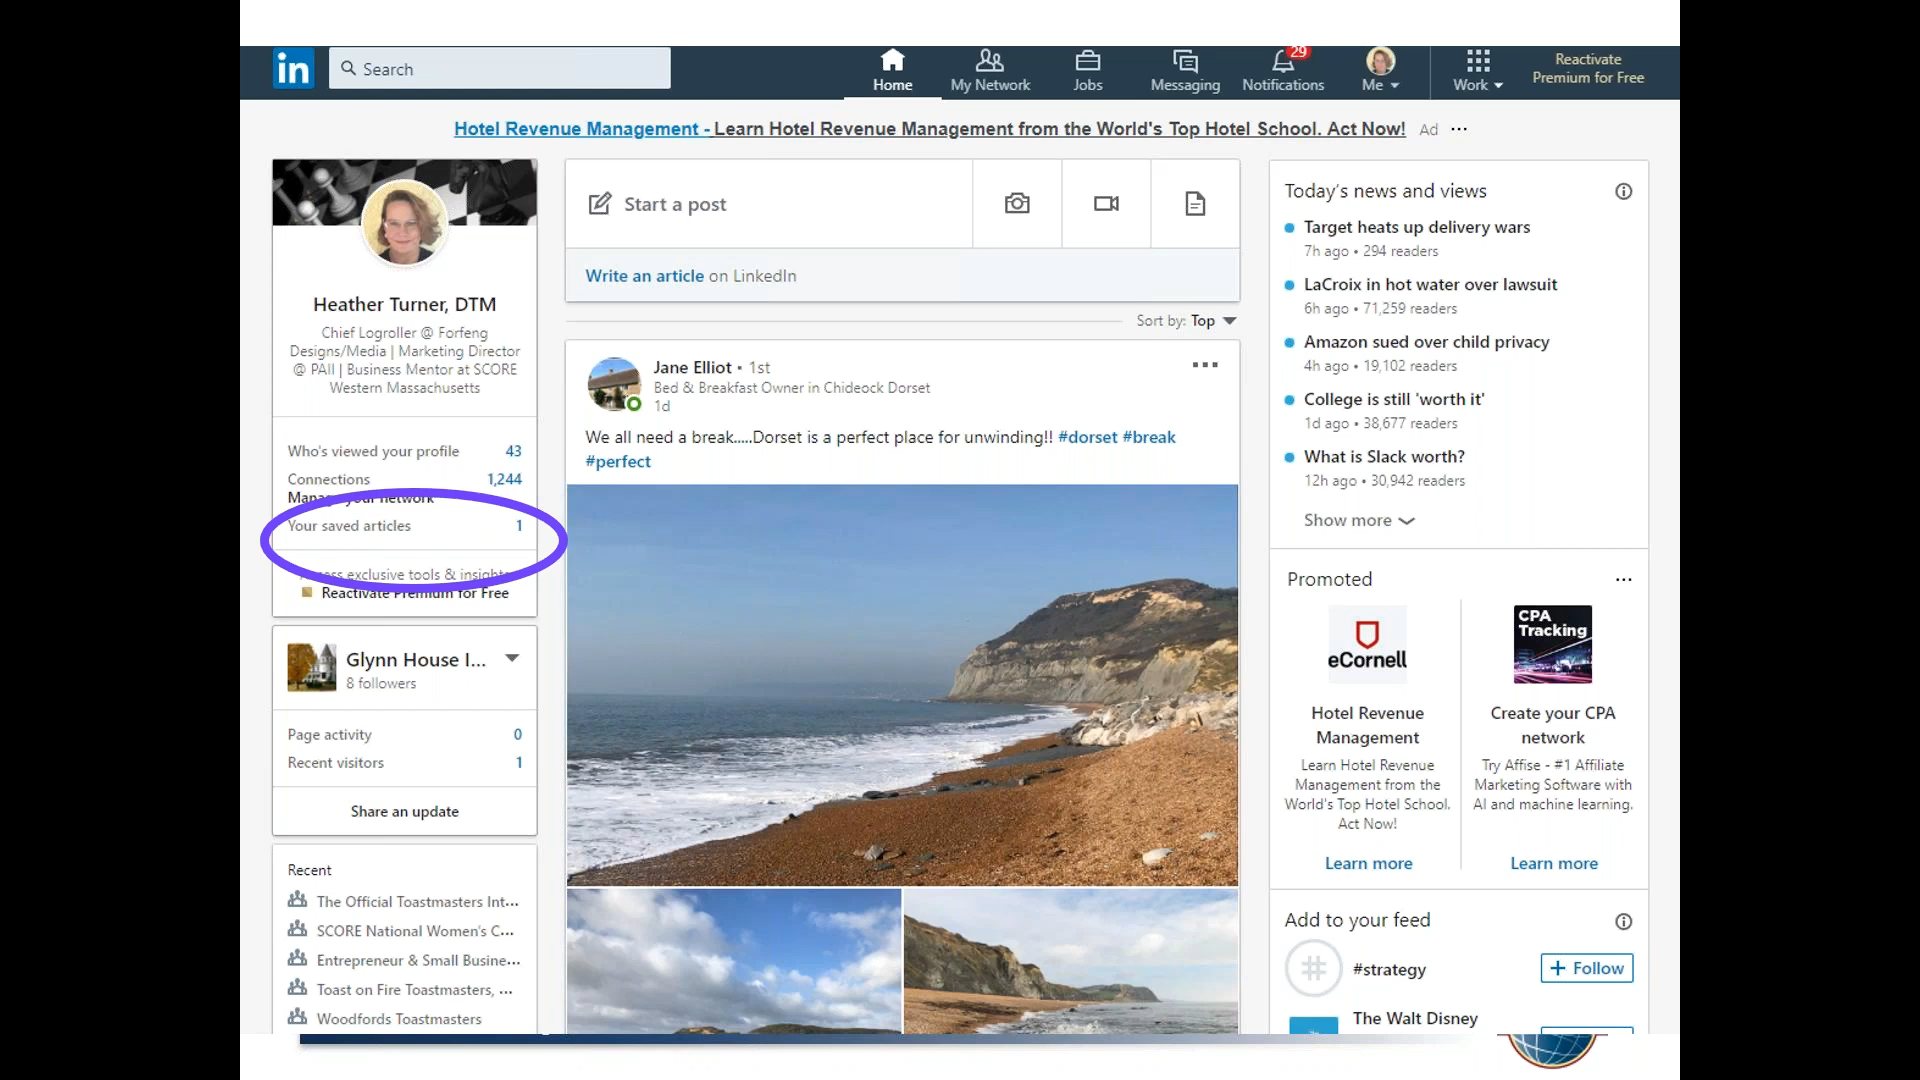 in
Search
Home
My Network
Jobs
Messaging
29
Notifications
Me
Work
Reactivate
Premium for Free
Hotel Revenue Management - Learn Hotel Revenue Management from the World's Top Hotel School. Act Now! Ad
Heather Turner, DTM
Chief Logroller @ Forfeng
Designs/Media | Marketing Director
@ PAII | Business Mentor at SCORE
Western Massachusetts
Who's viewed your profile 43
Connections 1,244
Manage your network
Your saved articles 1
exclusive tools & insights
Reactivate Premium for Free
Glynn House I...
8 followers
Page activity 0
Recent visitors 1
Share an update
Recent
The Official Toastmasters Int...
SCORE National Women's C...
Entrepreneur & Small Busine...
Toast on Fire Toastmasters, ...
Woodfords Toastmasters
Start a post
Write an article on LinkedIn
Sort by: Top
Jane Elliot • 1st
Bed & Breakfast Owner in Chideock Dorset
1d
We all need a break.....Dorset is a perfect place for unwinding!! #dorset #break
#perfect
Today's news and views
Target heats up delivery wars
7h ago • 294 readers
LaCroix in hot water over lawsuit
6h ago • 71,259 readers
Amazon sued over child privacy
4h ago • 19,102 readers
College is still 'worth it'
1d ago • 38,677 readers
What is Slack worth?
12h ago • 30,942 readers
Show more
Promoted
eCornell
Hotel Revenue
Management
Learn Hotel Revenue
Management from the
World's Top Hotel School.
Act Now!
Learn more
CPA
Tracking
Create your CPA
network
Try Affise - #1 Affiliate
Marketing Software with
AI and machine learning.
Learn more
Add to your feed
#strategy
+ Follow
The Walt Disney